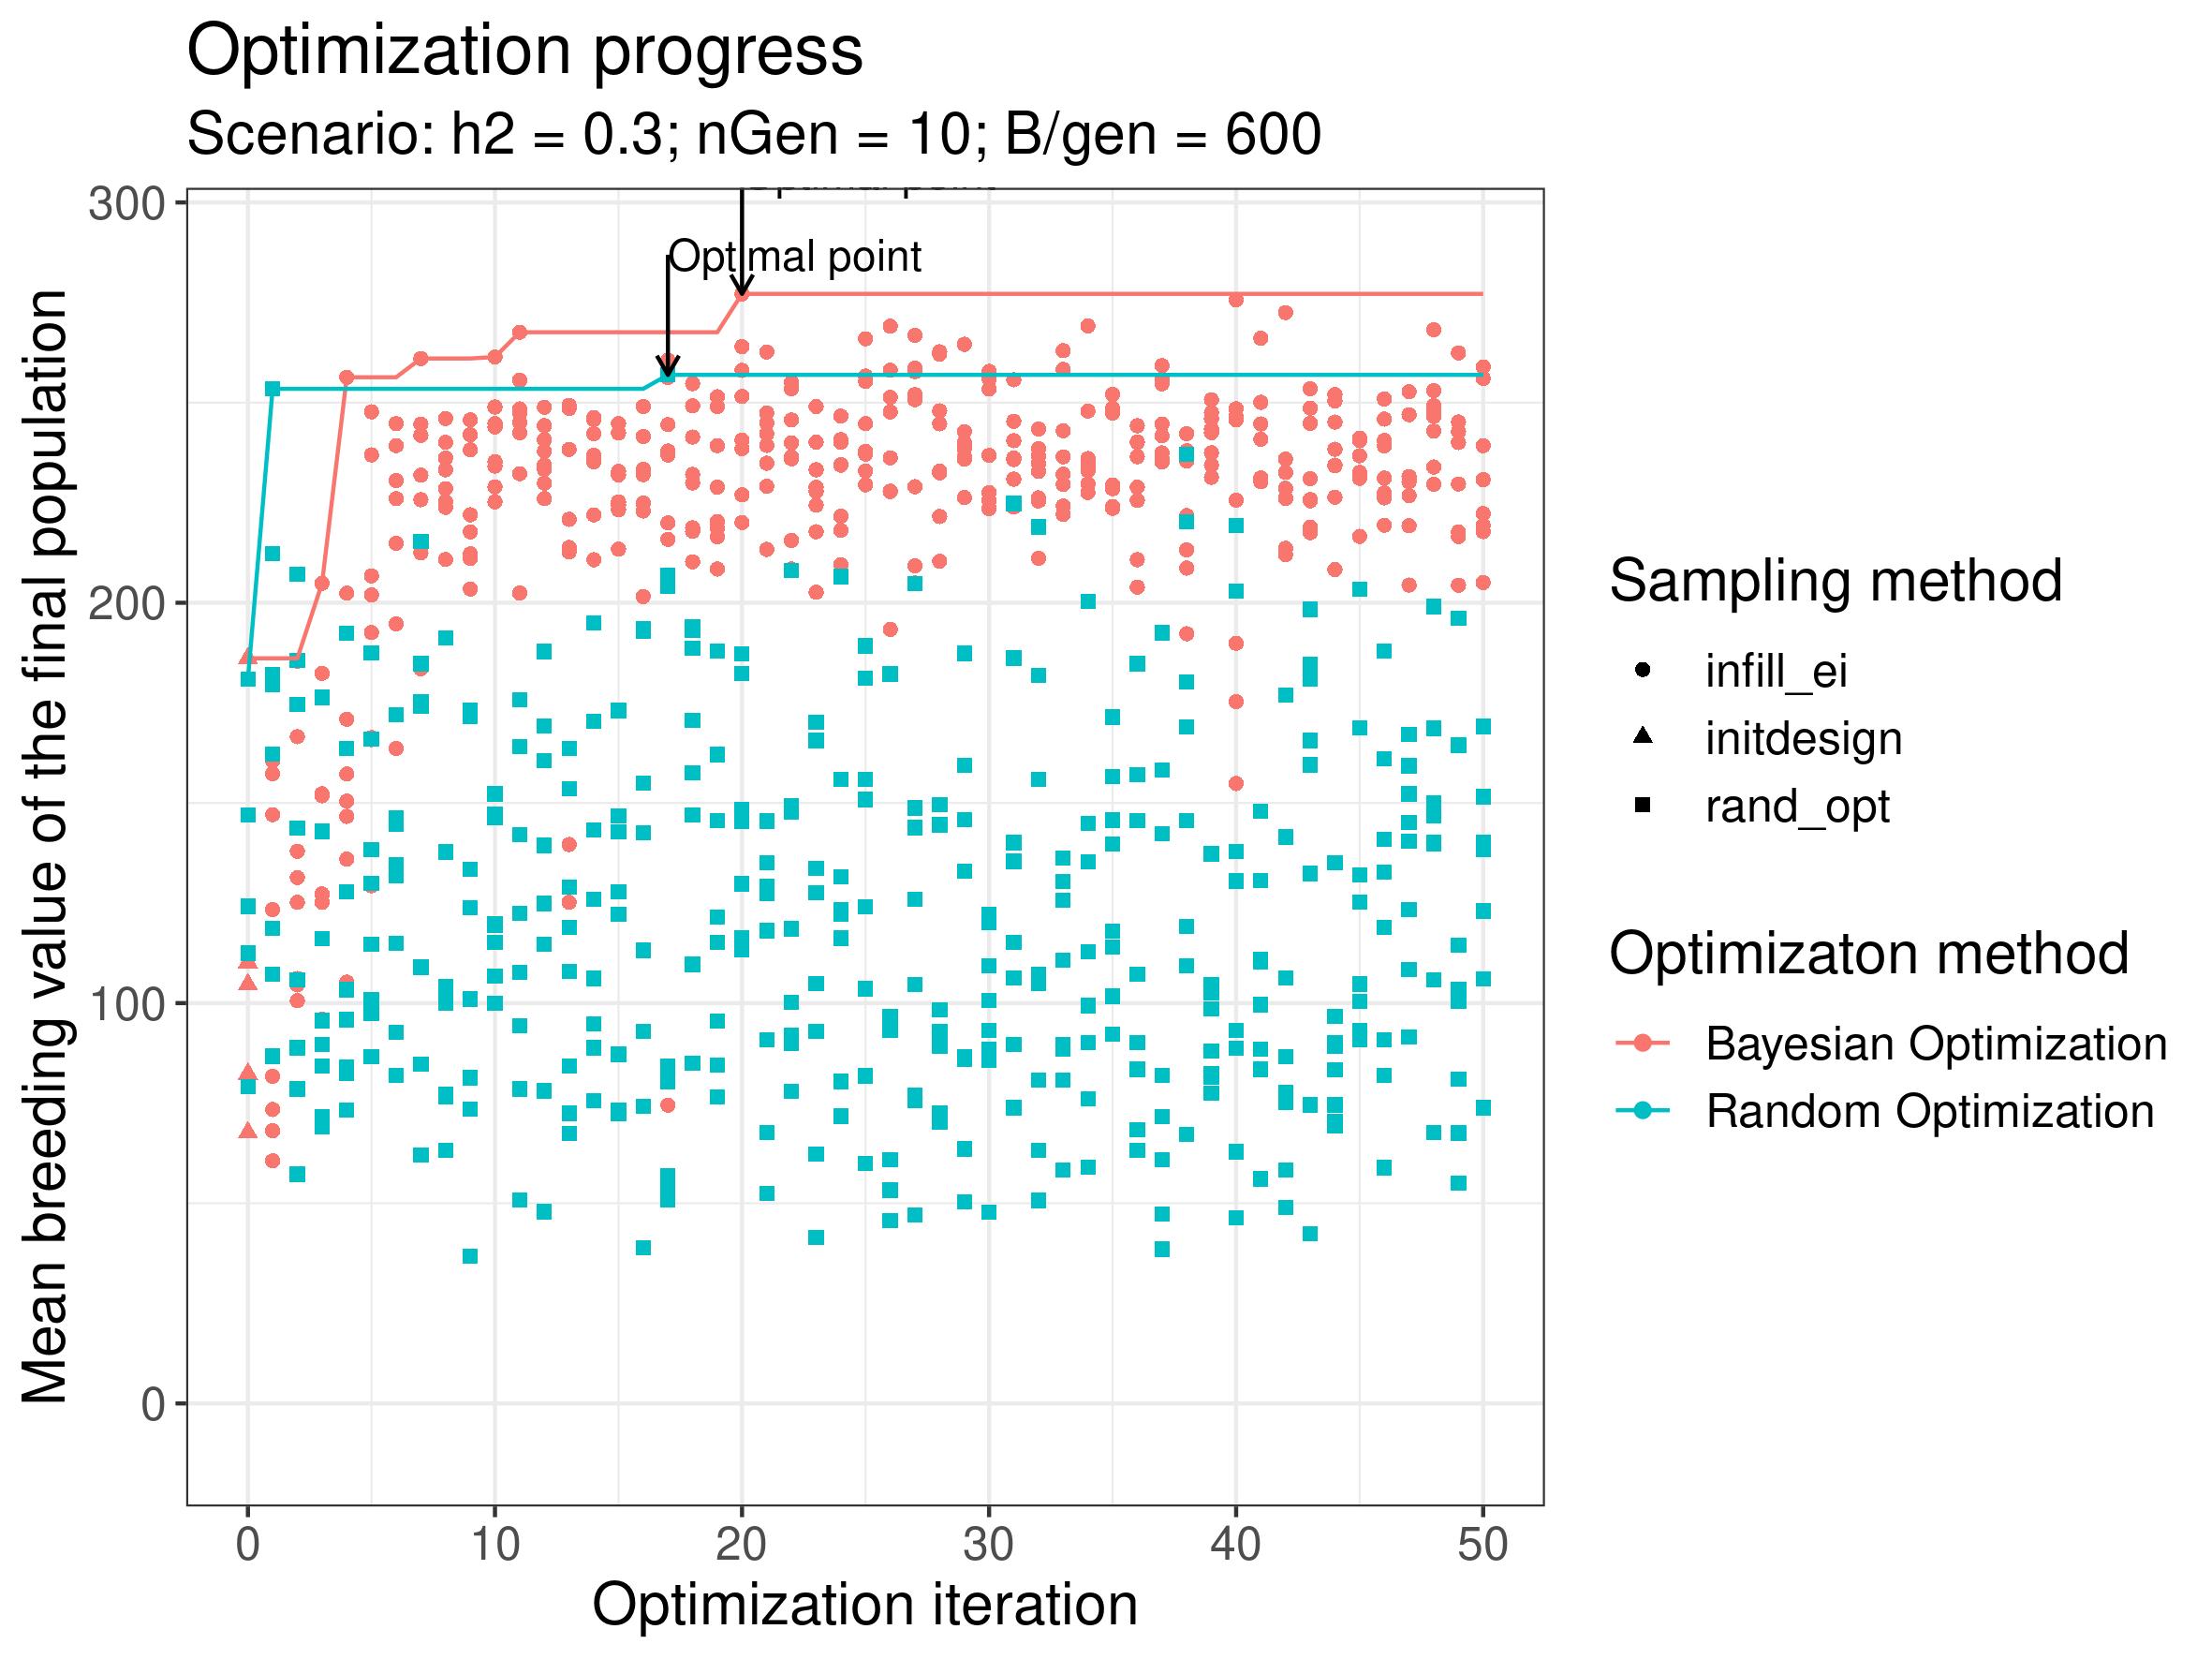 Optimization progress
Scenario: h2 = 0.3; nGen = 10; B/gen = 600
Mean breeding value of the final population
300
200
100
0
Optimal point
0 10 20 30 40 50
Optimization iteration
Sampling method
infill_ei
initdesign
rand_opt
Optimizaton method
Bayesian Optimization
Random Optimization